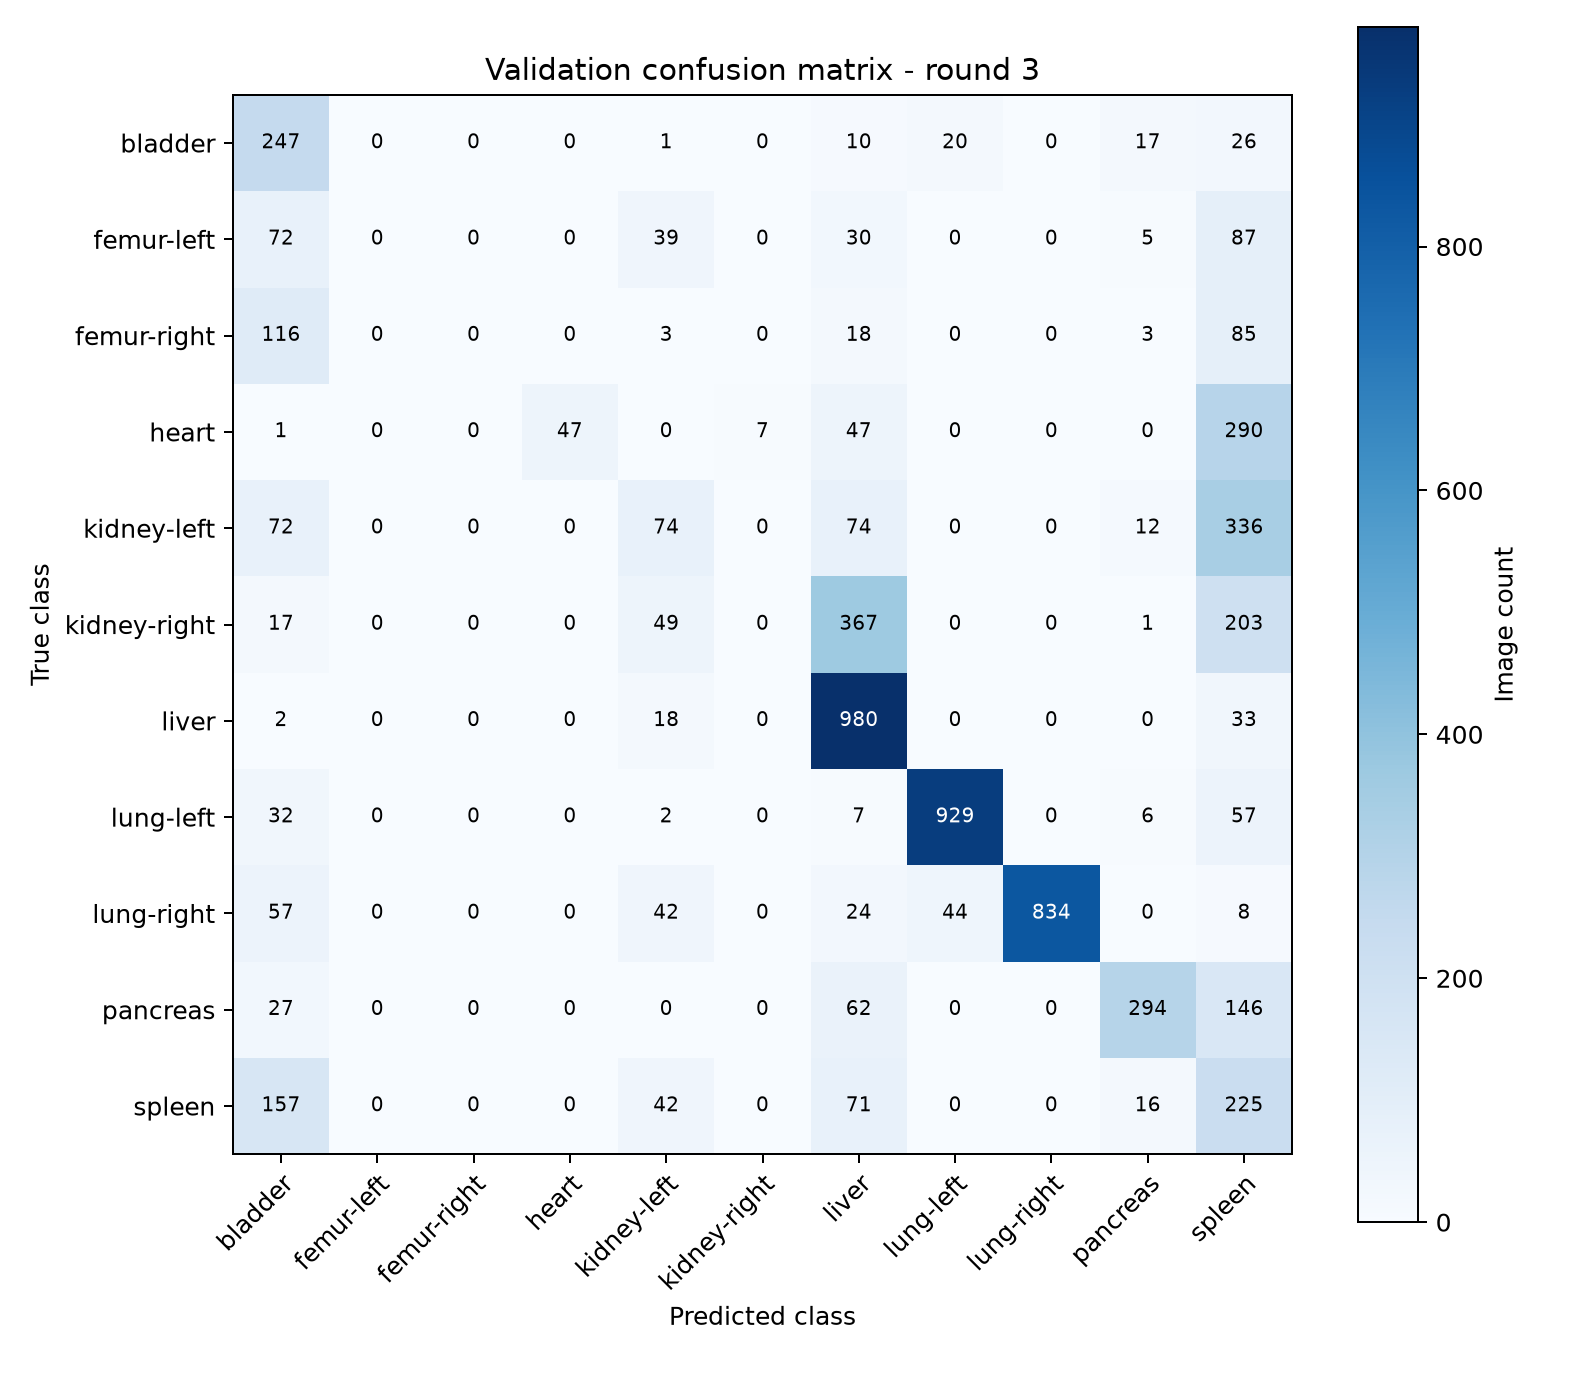 Validation confusion matrix - round 3
bladder 247 0 0 0 1 0 10 20 0 17 26
femur-left 72 0 0 0 39 0 30 0 0 5 87
femur-right 116 0 0 0 3 0 18 0 0 3 85
heart 1 0 0 47 0 7 47 0 0 0 290
kidney-left 72 0 0 0 74 0 74 0 0 12 336
kidney-right 17 0 0 0 49 0 367 0 0 1 203
liver 2 0 0 0 18 0 980 0 0 0 33
lung-left 32 0 0 0 2 0 7 929 0 6 57
lung-right 57 0 0 0 42 0 24 44 834 0 8
pancreas 27 0 0 0 0 0 62 0 0 294 146
spleen 157 0 0 0 42 0 71 0 0 16 225
True class
bladder femur-left femur-right heart kidney-left kidney-right liver lung-left lung-right pancreas spleen
Predicted class
800
600
400
200
0
Image count